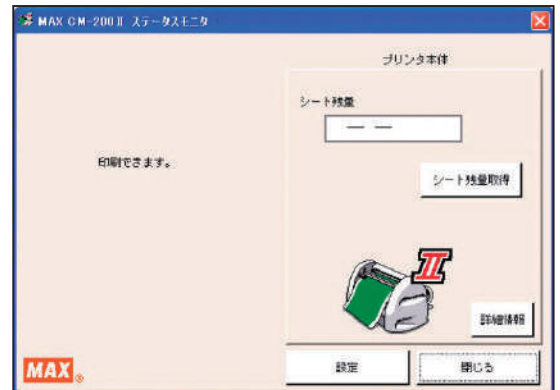 MAX CM-200Ⅱ ステータスモニタ
プリンタ本体
シート残量
— —
印刷できます。
シート残量取得
Ⅱ
詳細情報
MAX®
設定
閉じる